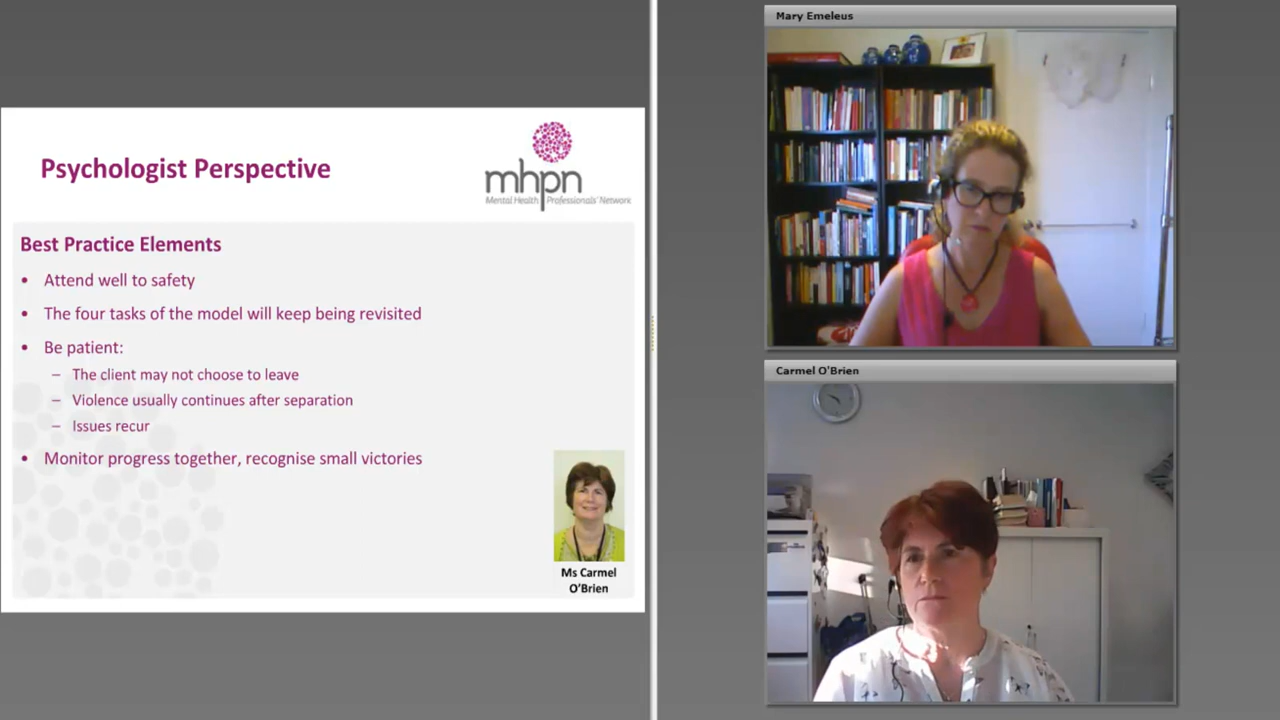 Psychologist Perspective
mhpn
Mental Health Professionals' Network
Best Practice Elements
• Attend well to safety
• The four tasks of the model will keep being revisited
• Be patient:
– The client may not choose to leave
– Violence usually continues after separation
– Issues recur
• Monitor progress together, recognise small victories
Ms Carmel
O'Brien
Mary Emeleus
Carmel O'Brien